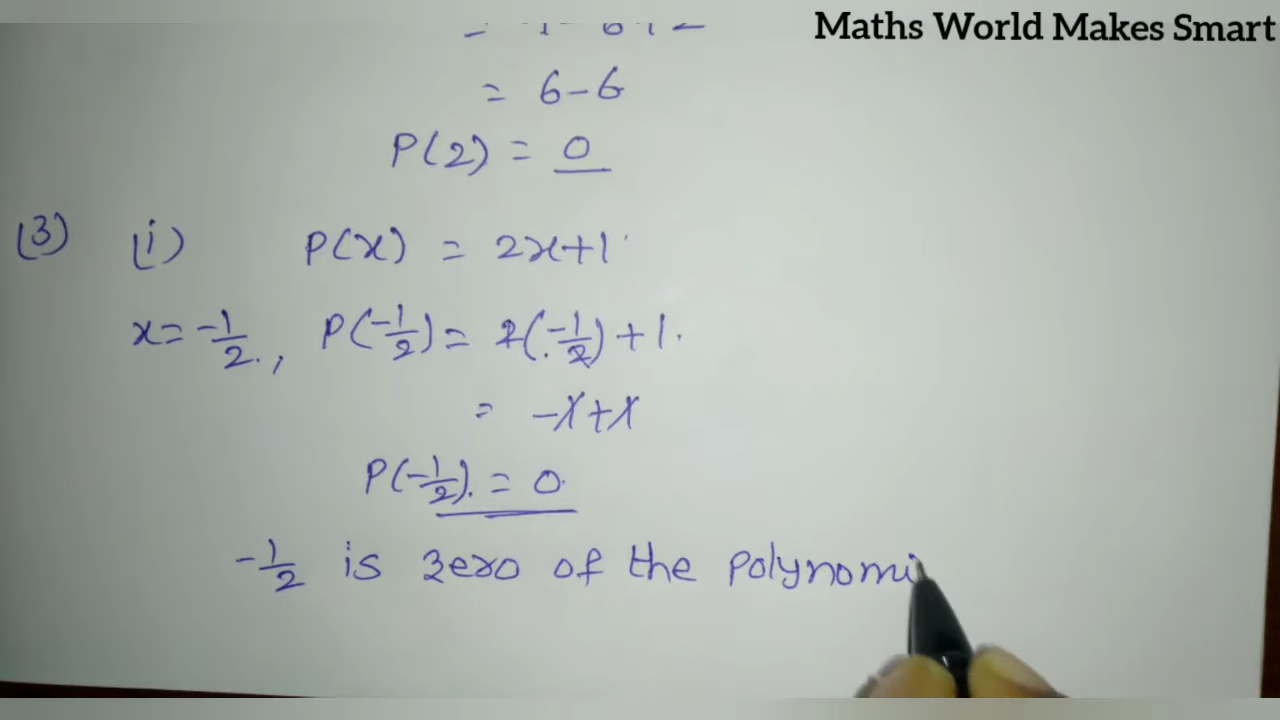 Maths World Makes Smart
= 6-6
P(2) = 0
(3) (i) P(x) = 2x+1
x = -1/2, P(-1/2) = 2(-1/2) + 1.
= -1+1
P(-1/2) = 0
-1/2 is zero of the polynomi